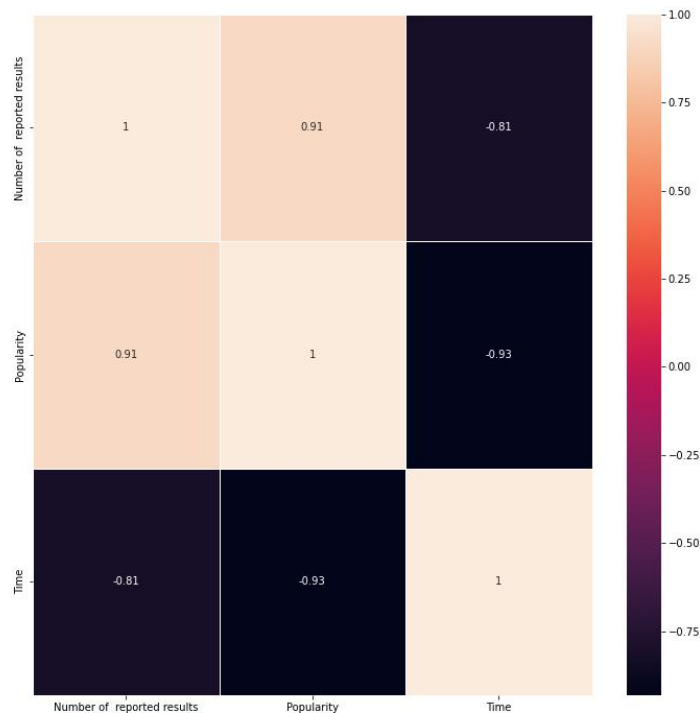 Number of  reported results
Popularity
Time
1
0.91
-0.81
0.91
1
-0.93
-0.81
-0.93
1
Number of  reported results
Popularity
Time
1.00
0.75
0.50
0.25
0.00
−0.25
−0.50
−0.75